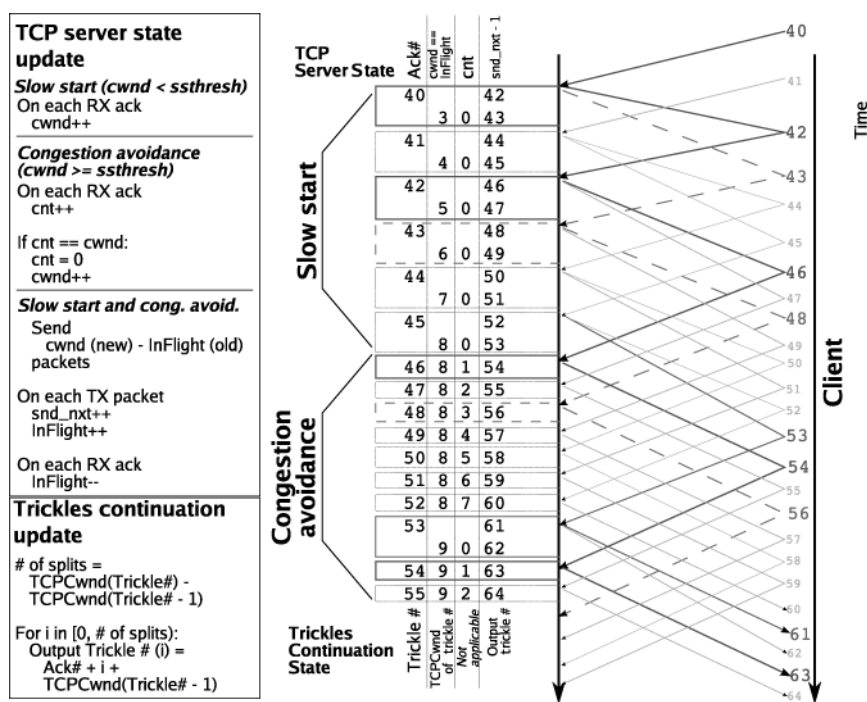 TCP server state
update
Slow start (cwnd < ssthresh)
On each RX ack
cwnd++
Congestion avoidance
(cwnd >= ssthresh)
On each RX ack
cnt++
If cnt == cwnd:
cnt = 0
cwnd++
Slow start and cong. avoid.
Send
cwnd (new) - InFlight (old)
packets
On each TX packet
snd_nxt++
InFlight++
On each RX ack
InFlight--
Trickles continuation
update
# of splits =
TCPCwnd(Trickle#) -
TCPCwnd(Trickle# - 1)
For i in [0, # of splits):
Output Trickle # (i) =
Ack# + i +
TCPCwnd(Trickle# - 1)
TCP
Server State
Ack#
cwnd ==
InFlight
cnt
snd_nxt - 1
Slow start
Congestion
avoidance
40 42
3 0 43
41 44
4 0 45
42 46
5 0 47
43 48
6 0 49
44 50
7 0 51
45 52
8 0 53
46 8 1 54
47 8 2 55
48 8 3 56
49 8 4 57
50 8 5 58
51 8 6 59
52 8 7 60
53 61
9 0 62
54 9 1 63
55 9 2 64
Trickles
Continuation
State
Trickle #
TCPCwnd
of trickle #
Not
applicable
Output
trickle #
40
41
42
43
44
45
46
47
48
49
50
51
52
53
54
55
56
57
58
59
60
61
62
63
64
Client
Time